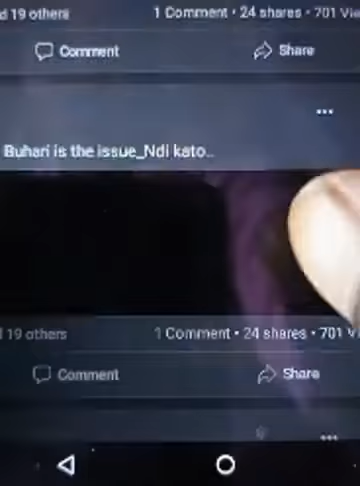 d 19 others 1 Comment • 24 shares • 701 Vie
Comment Share
Buhari is the issue_Ndi kato..
d 19 others 1 Comment • 24 shares • 701 V
Comment Share